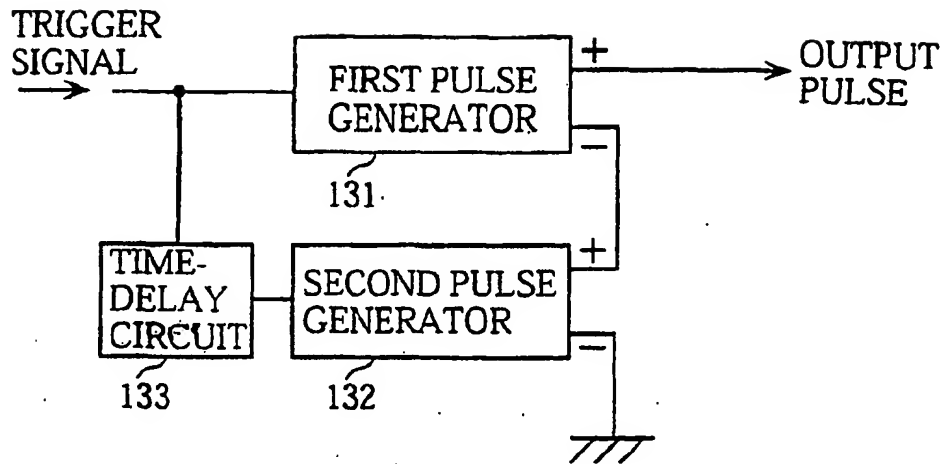 TRIGGER
SIGNAL
FIRST PULSE
GENERATOR
+
−
131
OUTPUT
PULSE
TIME-
DELAY
CIRCUIT
133
SECOND PULSE
GENERATOR
+
−
132